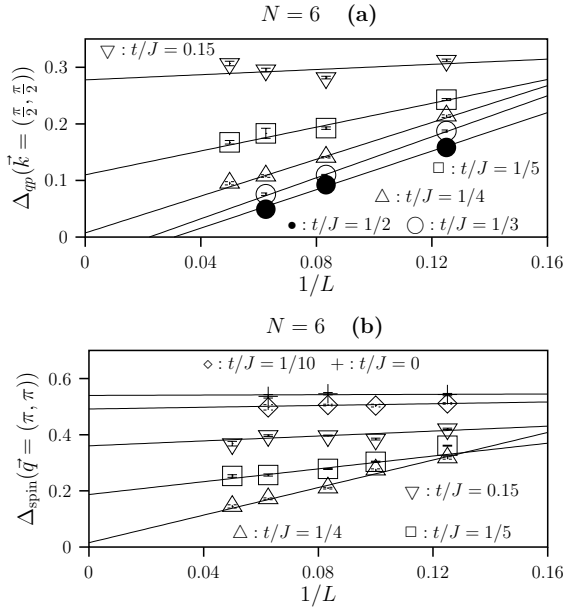 N = 6 (a)
▽ : t/J = 0.15
0.3
0.2
0.1
0
Δqp(k⃗ = (π/2, π/2))
□ : t/J = 1/5
△ : t/J = 1/4
● : t/J = 1/2 ○ : t/J = 1/3
0 0.04 0.08 0.12 0.16
1/L
N = 6 (b)
◇ : t/J = 1/10 + : t/J = 0
0.6
0.4
0.2
0
Δspin(q⃗ = (π, π))
▽ : t/J = 0.15
△ : t/J = 1/4 □ : t/J = 1/5
0 0.04 0.08 0.12 0.16
1/L